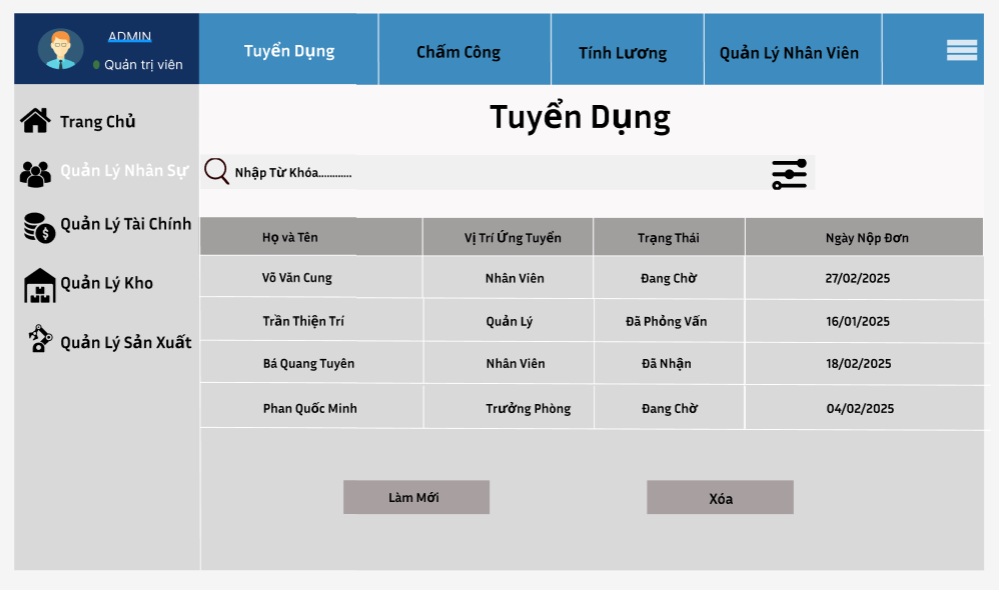 ADMIN
Quản trị viên
Tuyển Dụng
Chấm Công
Tính Lương
Quản Lý Nhân Viên
Trang Chủ
Quản Lý Nhân Sự
Quản Lý Tài Chính
Quản Lý Kho
Quản Lý Sản Xuất
Tuyển Dụng
Nhập Từ Khóa............
Họ và Tên Vị Trí Ứng Tuyển Trạng Thái Ngày Nộp Đơn
Võ Văn Cung Nhân Viên Đang Chờ 27/02/2025
Trần Thiện Trí Quản Lý Đã Phỏng Vấn 16/01/2025
Bá Quang Tuyên Nhân Viên Đã Nhận 18/02/2025
Phan Quốc Minh Trưởng Phòng Đang Chờ 04/02/2025
Làm Mới
Xóa